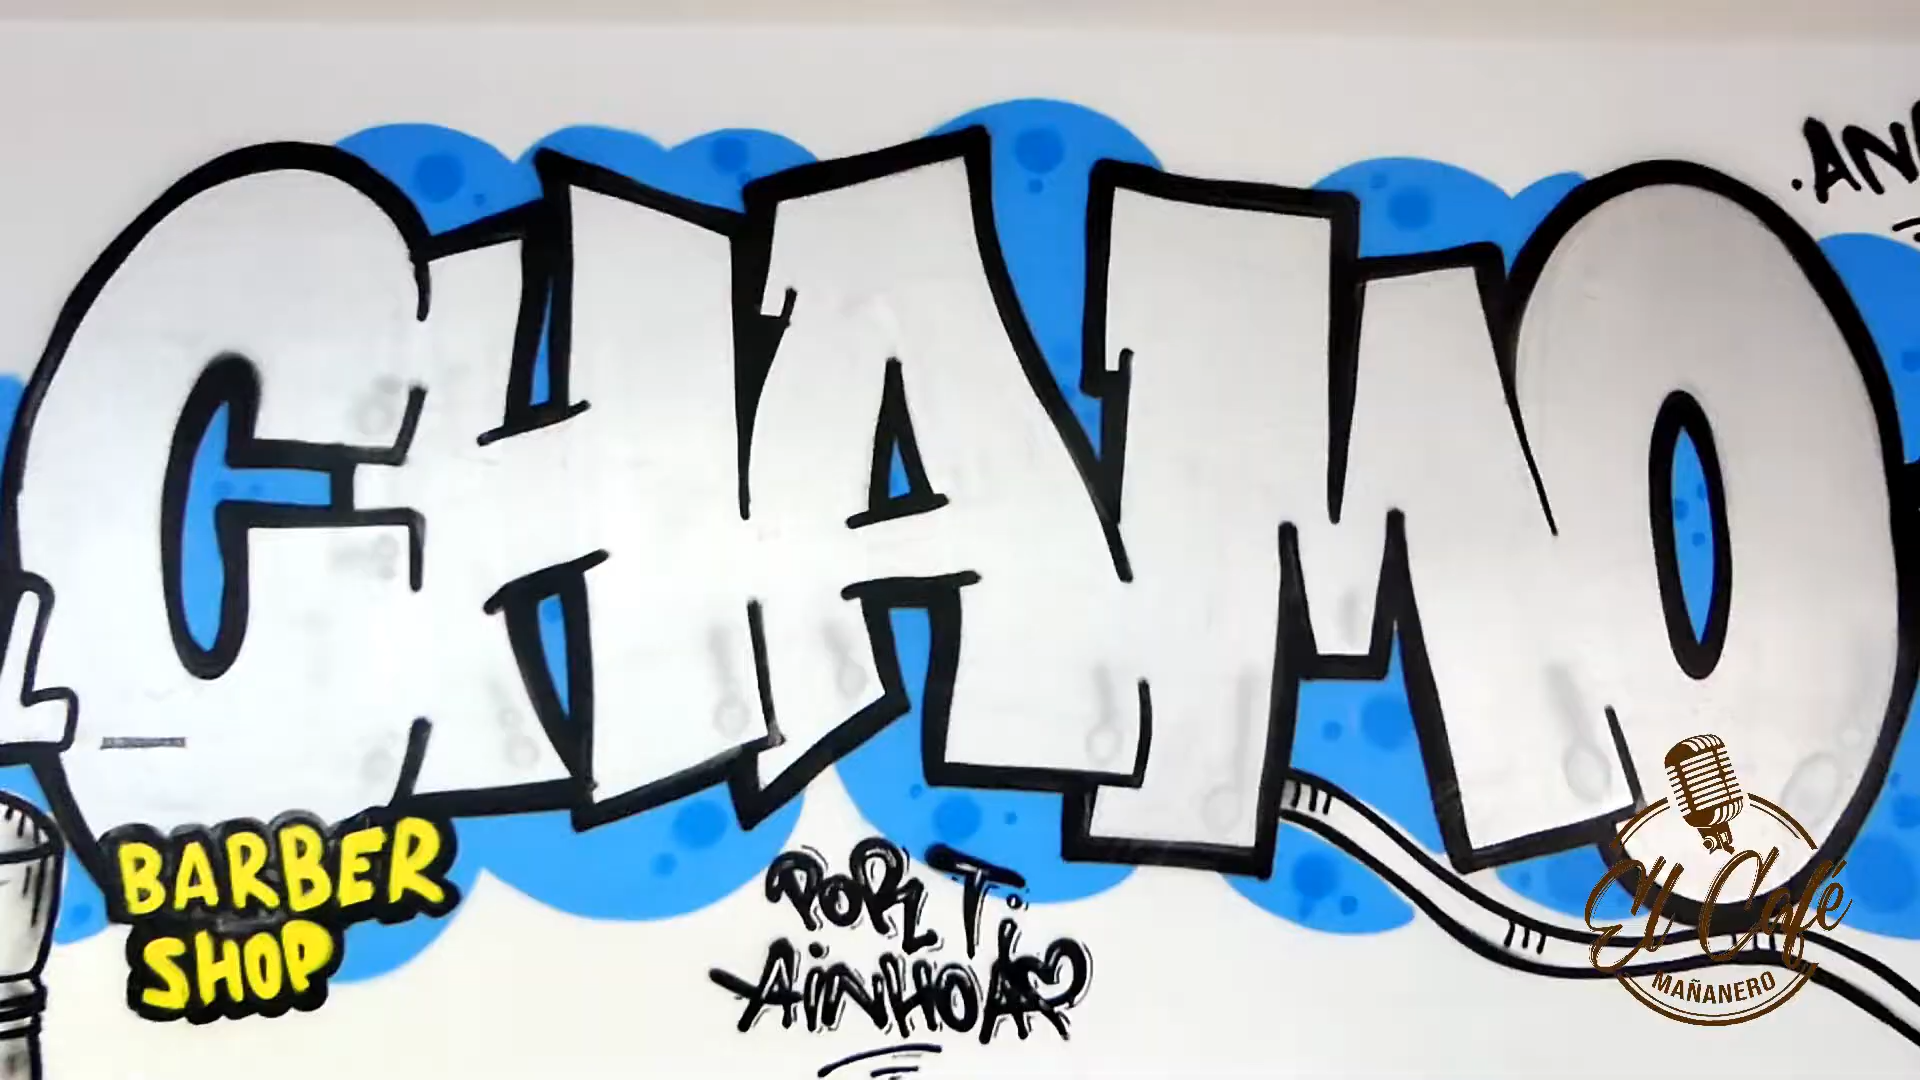 CHAMO
BARBER
SHOP
POR TI
AINHOA
El Café
MAÑANERO